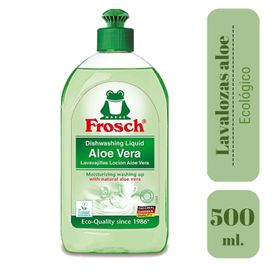 MARKE
Frosch
Dishwashing Liquid
Aloe Vera
Lavavajillas Loción Aloe Vera
Moisturizing washing up
with natural aloe vera
Eco-Quality since 1986*
Lavalozas aloe
Ecológico
500
ml.